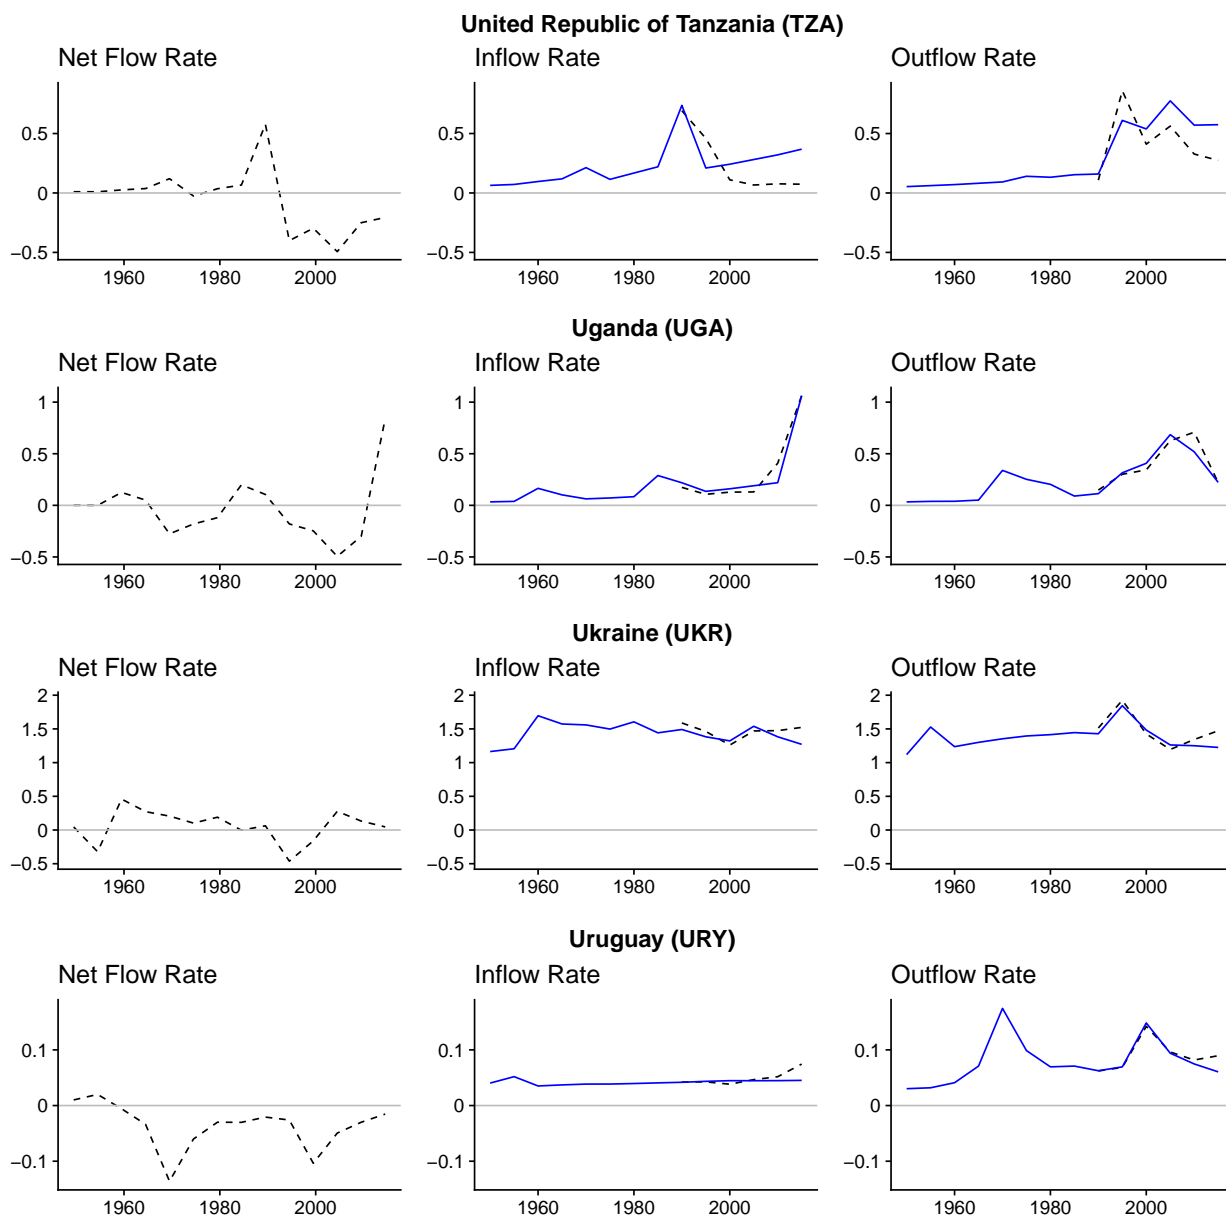 United Republic of Tanzania (TZA)
Net Flow Rate Inflow Rate Outflow Rate
0.5 0.5 0.5
0 0 0
−0.5 −0.5 −0.5
1960 1980 2000 1960 1980 2000 1960 1980 2000
Uganda (UGA)
Net Flow Rate Inflow Rate Outflow Rate
1 1 1
0.5 0.5 0.5
0 0 0
−0.5 −0.5 −0.5
1960 1980 2000 1960 1980 2000 1960 1980 2000
Ukraine (UKR)
Net Flow Rate Inflow Rate Outflow Rate
2 2 2
1.5 1.5 1.5
1 1 1
0.5 0.5 0.5
0 0 0
−0.5 −0.5 −0.5
1960 1980 2000 1960 1980 2000 1960 1980 2000
Uruguay (URY)
Net Flow Rate Inflow Rate Outflow Rate
0.1 0.1 0.1
0 0 0
−0.1 −0.1 −0.1
1960 1980 2000 1960 1980 2000 1960 1980 2000